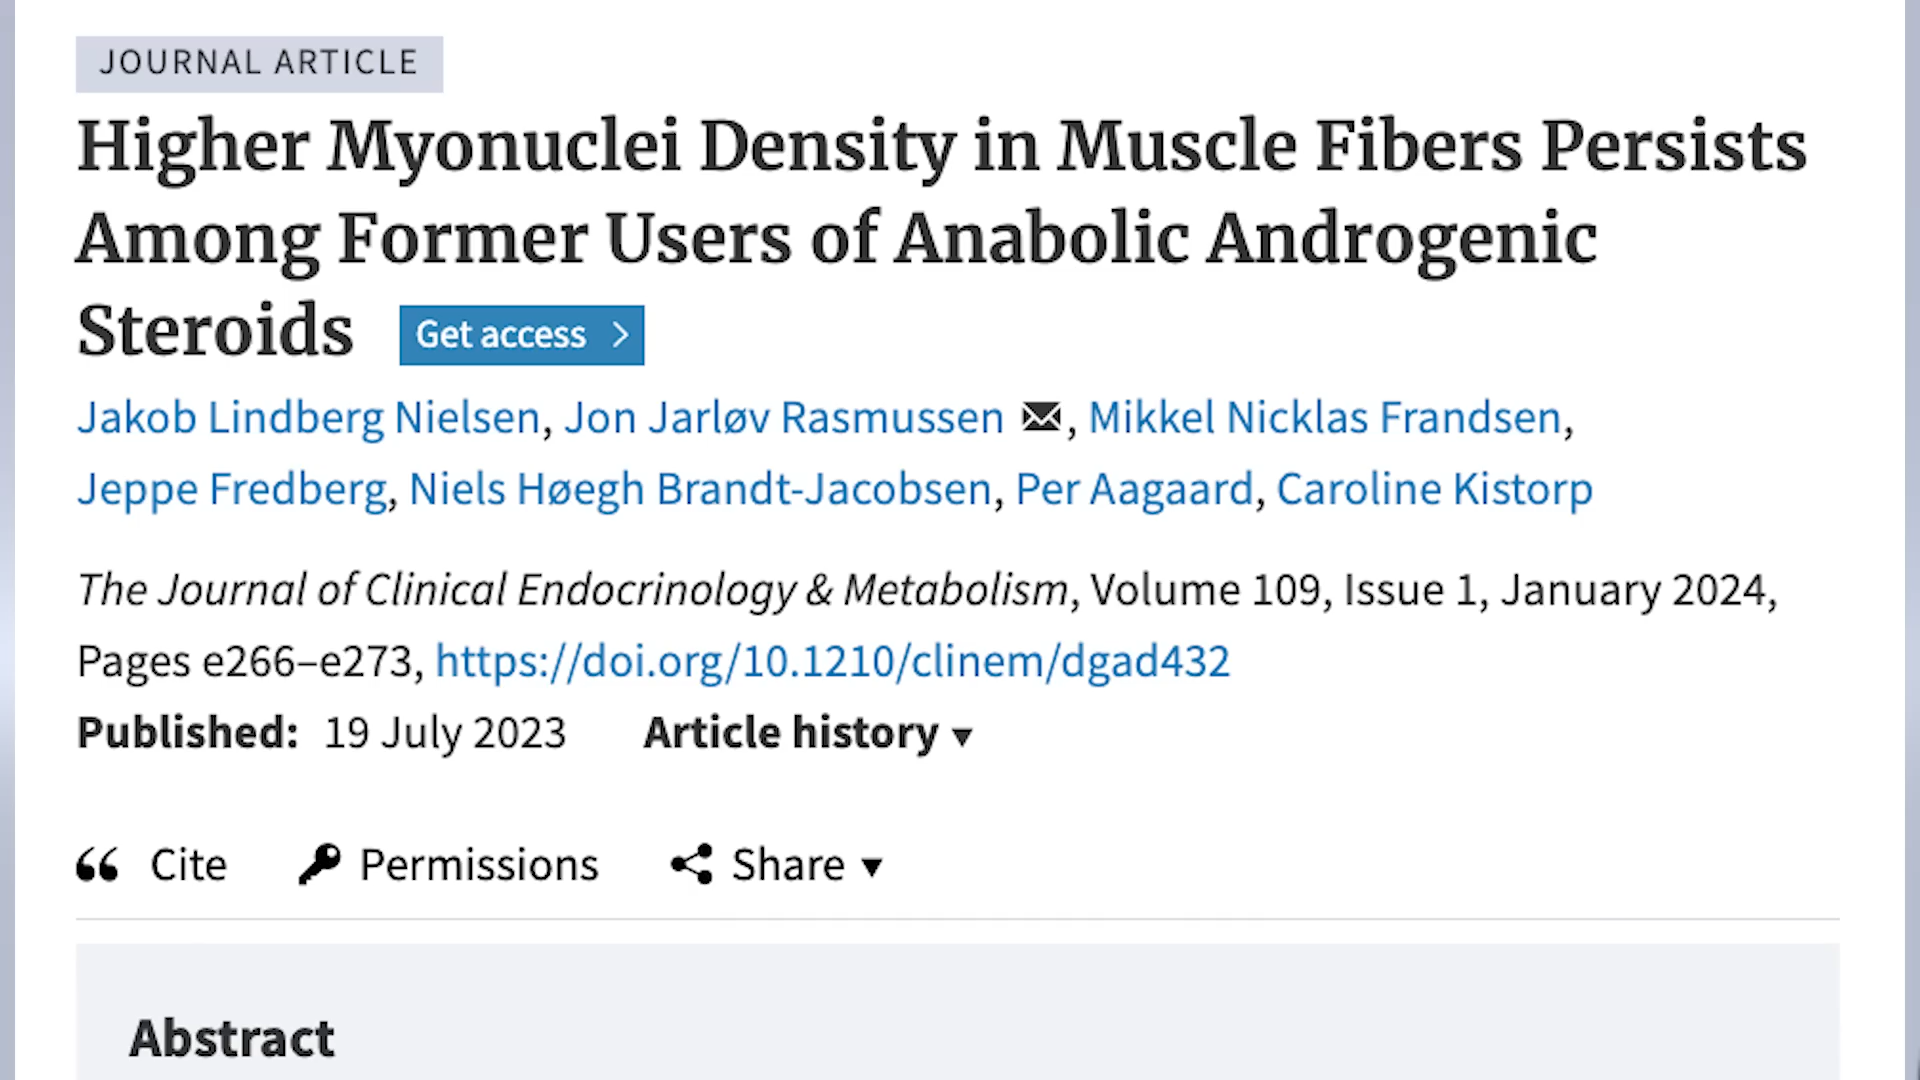 JOURNAL ARTICLE
Higher Myonuclei Density in Muscle Fibers Persists
Among Former Users of Anabolic Androgenic
Steroids Get access >
Jakob Lindberg Nielsen, Jon Jarløv Rasmussen , Mikkel Nicklas Frandsen,
Jeppe Fredberg, Niels Høegh Brandt-Jacobsen, Per Aagaard, Caroline Kistorp
The Journal of Clinical Endocrinology & Metabolism, Volume 109, Issue 1, January 2024,
Pages e266–e273, https://doi.org/10.1210/clinem/dgad432
Published: 19 July 2023 Article history ▾
Cite Permissions Share ▾
Abstract